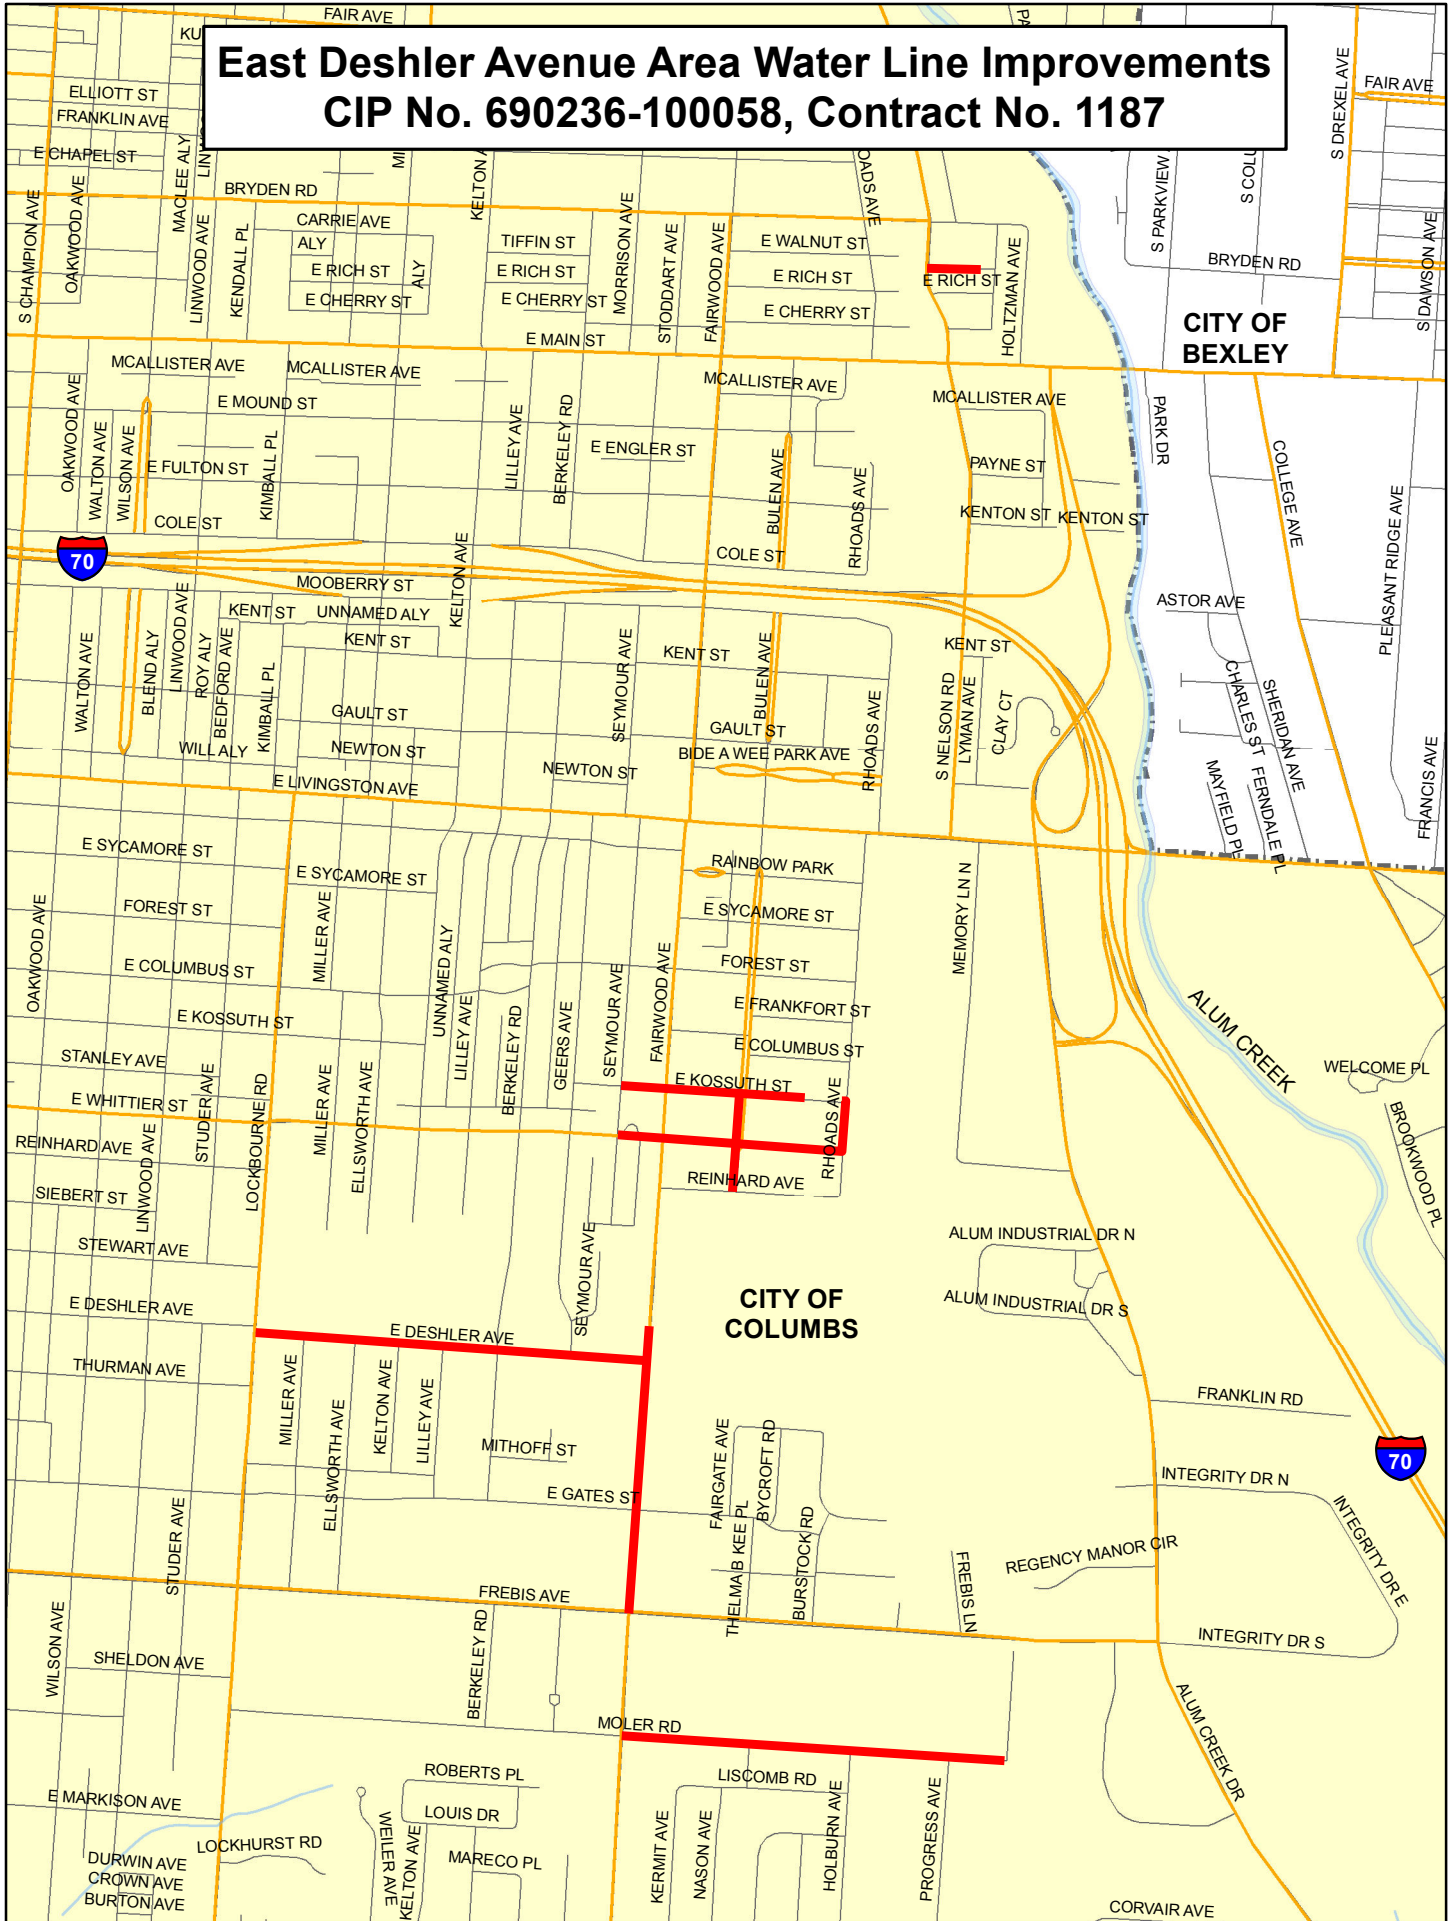 FAIR AVE
East Deshler Avenue Area Water Line Improvements
CIP No. 690236-100058, Contract No. 1187
ELLIOTT ST
FRANKLIN AVE
E CHAPEL ST
S CHAMPION AVE
OAKWOOD AVE
MACLEE ALY
S DREXEL AVE
FAIR AVE
BRYDEN RD
LINWOOD AVE
KENDALL PL
CARRIE AVE
ALY
E RICH ST
E CHERRY ST
ALY
TIFFIN ST
E RICH ST
E CHERRY ST
MORRISON AVE
STODDART AVE
FAIRWOOD AVE
E WALNUT ST
E RICH ST
E CHERRY ST
E RICH ST
HOLTZMAN AVE
S PARKVIEW
BRYDEN RD
S DAWSON AVE
CITY OF
BEXLEY
E MAIN ST
MCALLISTER AVE
MCALLISTER AVE
MCALLISTER AVE
MCALLISTER AVE
OAKWOOD AVE
WALTON AVE
WILSON AVE
E MOUND ST
E FULTON ST
KIMBALL PL
LILLEY AVE
BERKELEY RD
E ENGLER ST
BULEN AVE
RHOADS AVE
PAYNE ST
KENTON ST
KENTON ST
PARK DR
COLLEGE AVE
PLEASANT RIDGE AVE
COLE ST
COLE ST
70
MOOBERRY ST
KELTON AVE
WALTON AVE
BLEND ALY
LINWOOD AVE
ROY ALY
BEDFORD AVE
KIMBALL PL
KENT ST
UNNAMED ALY
KENT ST
KENT ST
KENT ST
SEYMOUR AVE
BULEN AVE
RHOADS AVE
S NELSON RD
LYMAN AVE
CLAY CT
ASTOR AVE
CHARLES ST
SHERIDAN AVE
MAYFIELD PL
FERNDALE PL
FRANCIS AVE
GAULT ST
GAULT ST
WILL ALY
NEWTON ST
NEWTON ST
BIDE A WEE PARK AVE
E LIVINGSTON AVE
E SYCAMORE ST
E SYCAMORE ST
RAINBOW PARK
E SYCAMORE ST
FOREST ST
FOREST ST
OAKWOOD AVE
MILLER AVE
UNNAMED ALY
LILLEY AVE
BERKELEY RD
GEERS AVE
SEYMOUR AVE
FAIRWOOD AVE
MEMORY LN N
E COLUMBUS ST
E FRANKFORT ST
E COLUMBUS ST
E KOSSUTH ST
E KOSSUTH ST
ALUM CREEK
WELCOME PL
BROOKWOOD PL
STANLEY AVE
E WHITTIER ST
REINHARD AVE
SIEBERT ST
STUDER AVE
LINWOOD AVE
LOCKBOURNE RD
MILLER AVE
ELLSWORTH AVE
RHOADS AVE
REINHARD AVE
STEWART AVE
SEYMOUR AVE
ALUM INDUSTRIAL DR N
ALUM INDUSTRIAL DR S
E DESHLER AVE
E DESHLER AVE
CITY OF
COLUMBS
THURMAN AVE
MILLER AVE
ELLSWORTH AVE
KELTON AVE
LILLEY AVE
MITHOFF ST
FRANKLIN RD
FAIRGATE AVE
BYCROFT RD
THELMA B KEE PL
BURSTOCK RD
E GATES ST
INTEGRITY DR N
70
INTEGRITY DR E
REGENCY MANOR CIR
FREBIS LN
INTEGRITY DR S
STUDER AVE
FREBIS AVE
WILSON AVE
SHELDON AVE
BERKELEY RD
MOLER RD
ALUM CREEK DR
ROBERTS PL
LOUIS DR
LISCOMB RD
E MARKISON AVE
LOCKHURST RD
WEILER AVE
KELTON AVE
MARECO PL
KERMIT AVE
NASON AVE
HOLBURN AVE
PROGRESS AVE
DURWIN AVE
CROWN AVE
BURTON AVE
CORVAIR AVE